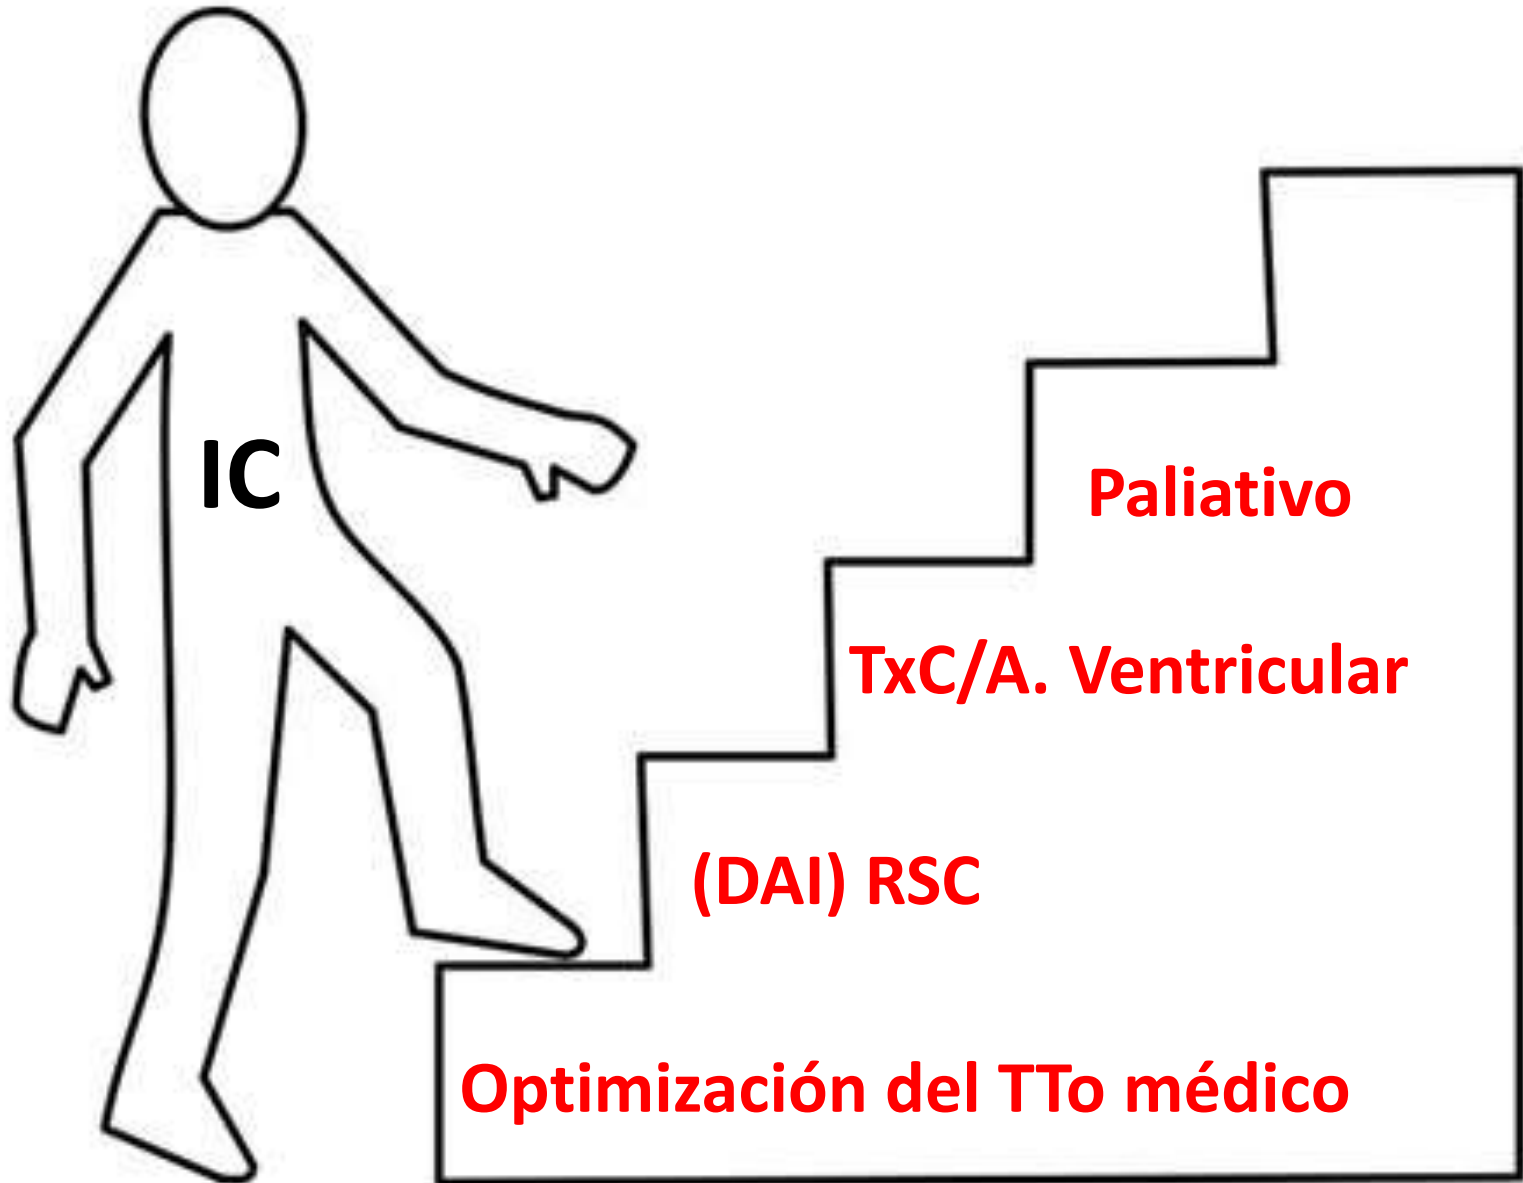 IC
Paliativo
TxC/A. Ventricular
(DAI) RSC
Optimización del TTo médico